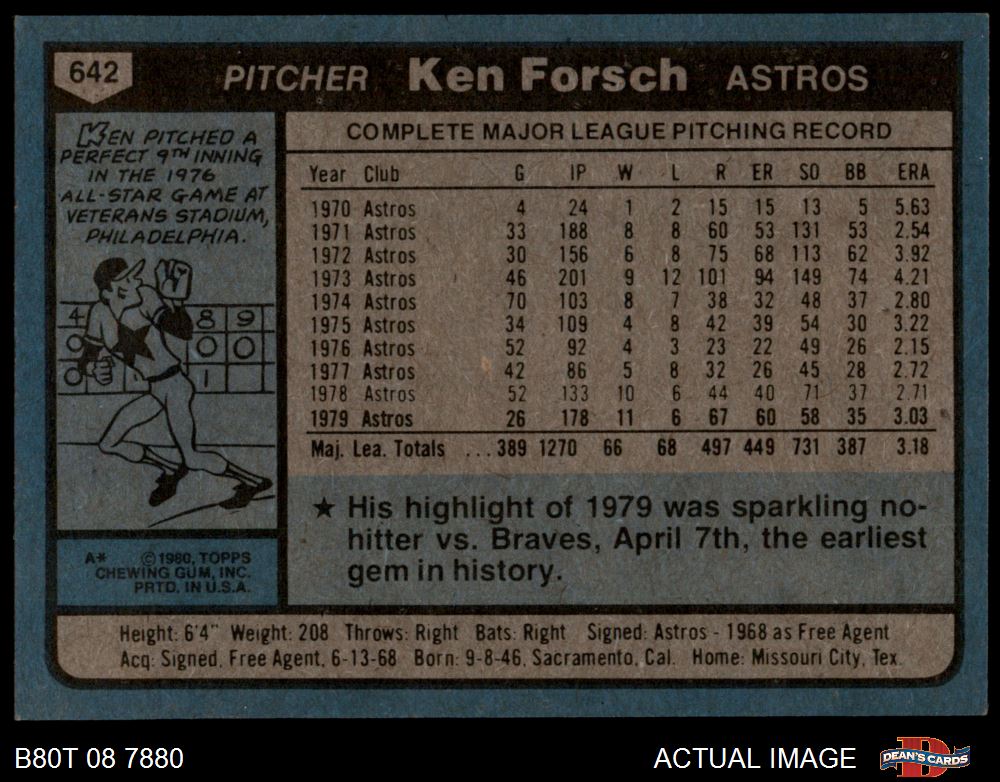 642 PITCHER Ken Forsch ASTROS
KEN PITCHED A
PERFECT 9TH INNING
IN THE 1976
ALL-STAR GAME AT
VETERANS STADIUM,
PHILADELPHIA.
4 8 9
0 0 0
0 1
A* ©1980, TOPPS
CHEWING GUM, INC.
PRTD. IN U.S.A.
COMPLETE MAJOR LEAGUE PITCHING RECORD
Year Club G IP W L R ER SO BB ERA
1970 Astros 4 24 1 2 15 15 13 5 5.63
1971 Astros 33 188 8 8 60 53 131 53 2.54
1972 Astros 30 156 6 8 75 68 113 62 3.92
1973 Astros 46 201 9 12 101 94 149 74 4.21
1974 Astros 70 103 8 7 38 32 48 37 2.80
1975 Astros 34 109 4 8 42 39 54 30 3.22
1976 Astros 52 92 4 3 23 22 49 26 2.15
1977 Astros 42 86 5 8 32 26 45 28 2.72
1978 Astros 52 133 10 6 44 40 71 37 2.71
1979 Astros 26 178 11 6 67 60 58 35 3.03
Maj. Lea. Totals ... 389 1270 66 68 497 449 731 387 3.18
★ His highlight of 1979 was sparkling no-
hitter vs. Braves, April 7th, the earliest
gem in history.
Height: 6'4" Weight: 208 Throws: Right Bats: Right Signed: Astros - 1968 as Free Agent
Acq: Signed, Free Agent, 6-13-68 Born: 9-8-46, Sacramento, Cal. Home: Missouri City, Tex.
B80T 08 7880 ACTUAL IMAGE DEAN'S CARDS